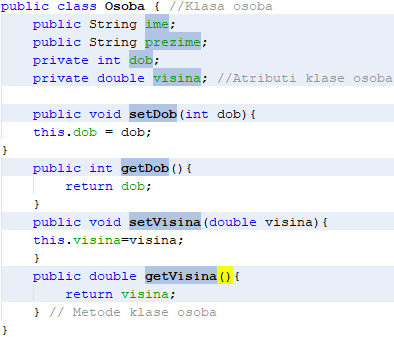 public class Osoba { //Klasa osoba
    public String ime;
    public String prezime;
    private int dob;
    private double visina; //Atributi klase osoba

    public void setDob(int dob){
    this.dob = dob;
}
    public int getDob(){
        return dob;
    }
    public void setVisina(double visina){
    this.visina=visina;
    }
    public double getVisina(){
        return visina;
    } // Metode klase osoba
}